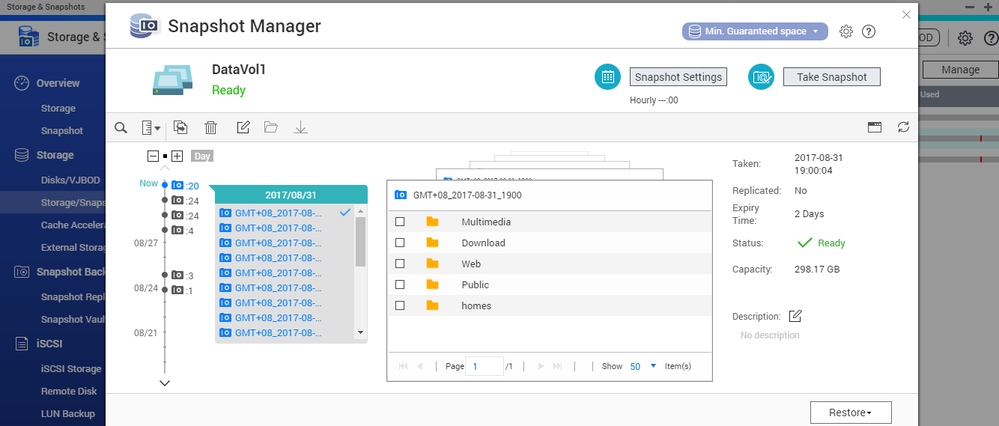 Storage & Snapshots
Storage & S
Snapshot Manager
Min. Guaranteed space
OD
Manage
Used
Overview
Storage
Snapshot
Storage
Disks/VJBOD
Storage/Snaps
Cache Accelera
External Storag
Snapshot Back
Snapshot Repl
Snapshot Vaul
iSCSI
iSCSI Storage
Remote Disk
LUN Backup
DataVol1
Ready
Snapshot Settings
Hourly ---:00
Take Snapshot
Day
Now
:20
:24
:24
:4
08/27
:3
08/24
:1
08/21
2017/08/31
GMT+08_2017-08-...
GMT+08_2017-08-...
GMT+08_2017-08-...
GMT+08_2017-08-...
GMT+08_2017-08-...
GMT+08_2017-08-...
GMT+08_2017-08-...
GMT+08_2017-08-...
GMT+08_2017-08-...
GMT+08_2017-08-31_1900
Multimedia
Download
Web
Public
homes
Page 1 /1 Show 50 Item(s)
Taken: 2017-08-31
19:00:04
Replicated: No
Expiry
Time: 2 Days
Status: Ready
Capacity: 298.17 GB
Description:
No description
Restore